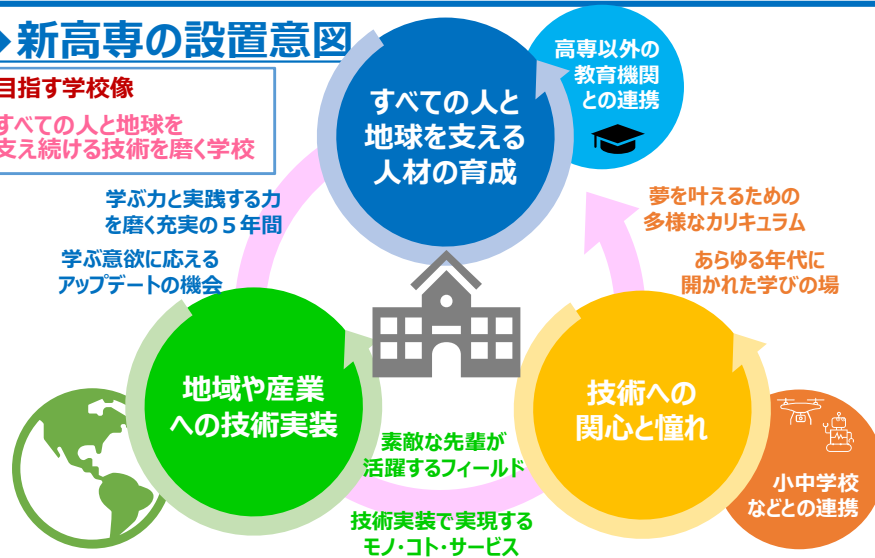 新高専の設置意図
目指す学校像
すべての人と地球を
支え続ける技術を磨く学校
すべての人と
地球を支える
人材の育成
高専以外の
教育機関
との連携
学ぶ力と実践する力
を磨く充実の５年間
学ぶ意欲に応える
アップデートの機会
夢を叶えるための
多様なカリキュラム
あらゆる年代に
開かれた学びの場
地域や産業
への技術実装
技術への
関心と憧れ
素敵な先輩が
活躍するフィールド
技術実装で実現する
モノ・コト・サービス
小中学校
などとの連携